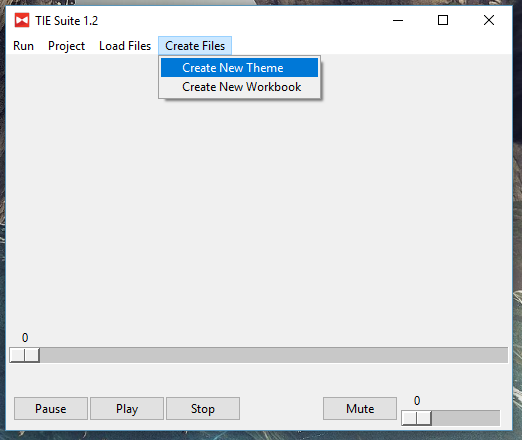 TIE Suite 1.2
Run Project Load Files Create Files
Create New Theme
Create New Workbook
0
Pause Play Stop Mute
0